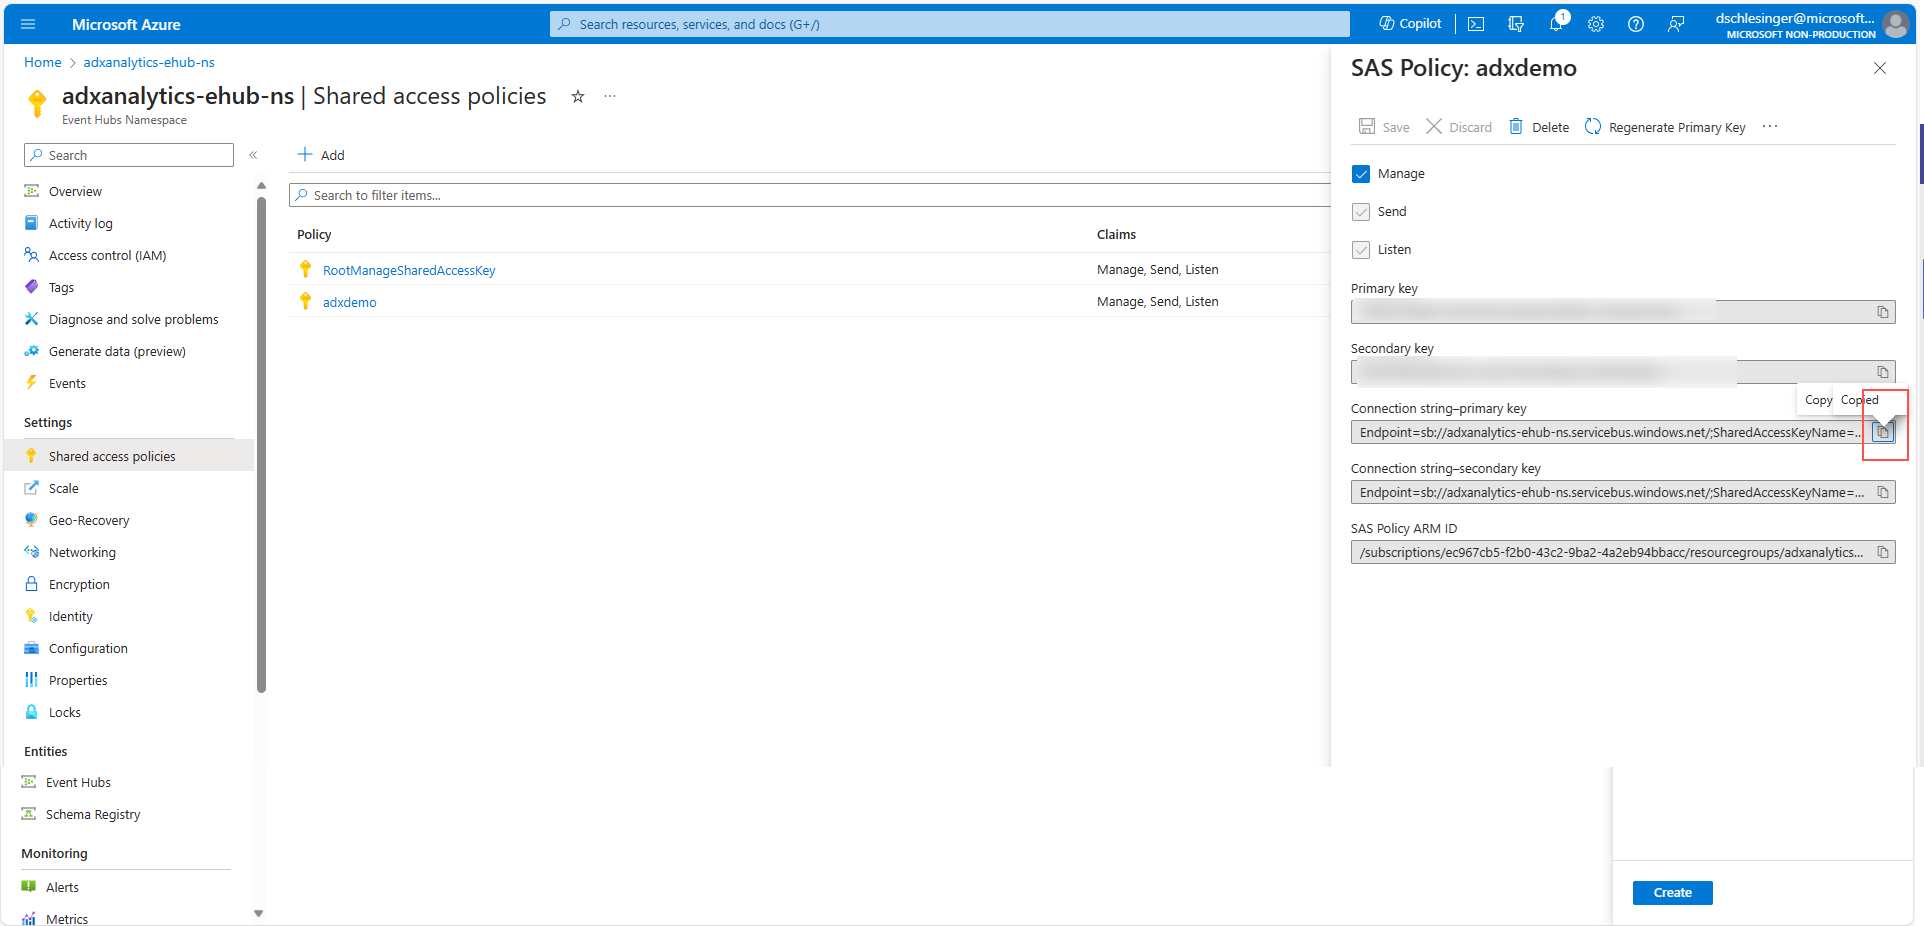 Microsoft Azure
Search resources, services, and docs (G+/)
Copilot
1
dschlesinger@microsoft...
MICROSOFT NON-PRODUCTION
Home > adxanalytics-ehub-ns
adxanalytics-ehub-ns | Shared access policies
Event Hubs Namespace
Search
Overview
Activity log
Access control (IAM)
Tags
Diagnose and solve problems
Generate data (preview)
Events
Settings
Shared access policies
Scale
Geo-Recovery
Networking
Encryption
Identity
Configuration
Properties
Locks
Entities
Event Hubs
Schema Registry
Monitoring
Alerts
Metrics
Add
Search to filter items...
Policy Claims
RootManageSharedAccessKey Manage, Send, Listen
adxdemo Manage, Send, Listen
SAS Policy: adxdemo
Save Discard Delete Regenerate Primary Key
Manage
Send
Listen
Primary key
Secondary key
Copy Copied
Connection string–primary key
Endpoint=sb://adxanalytics-ehub-ns.servicebus.windows.net/;SharedAccessKeyName=...
Connection string–secondary key
Endpoint=sb://adxanalytics-ehub-ns.servicebus.windows.net/;SharedAccessKeyName=...
SAS Policy ARM ID
/subscriptions/ec967cb5-f2b0-43c2-9ba2-4a2eb94bbacc/resourcegroups/adxanalytics...
Create